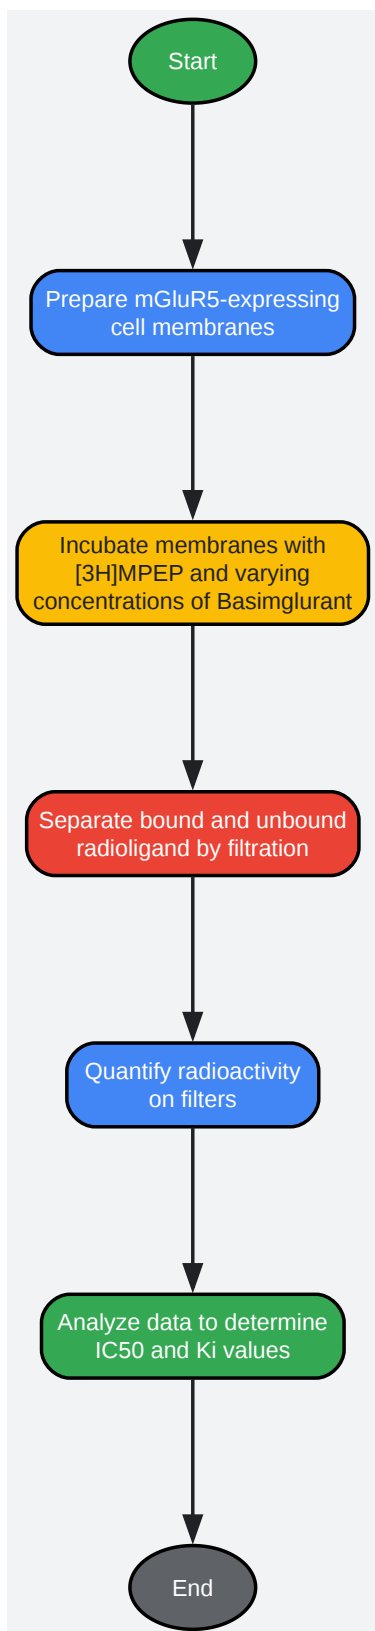 Start
Prepare mGluR5-expressing
cell membranes
Incubate membranes with
[3H]MPEP and varying
concentrations of Basimglurant
Separate bound and unbound
radioligand by filtration
Quantify radioactivity
on filters
Analyze data to determine
IC50 and Ki values
End